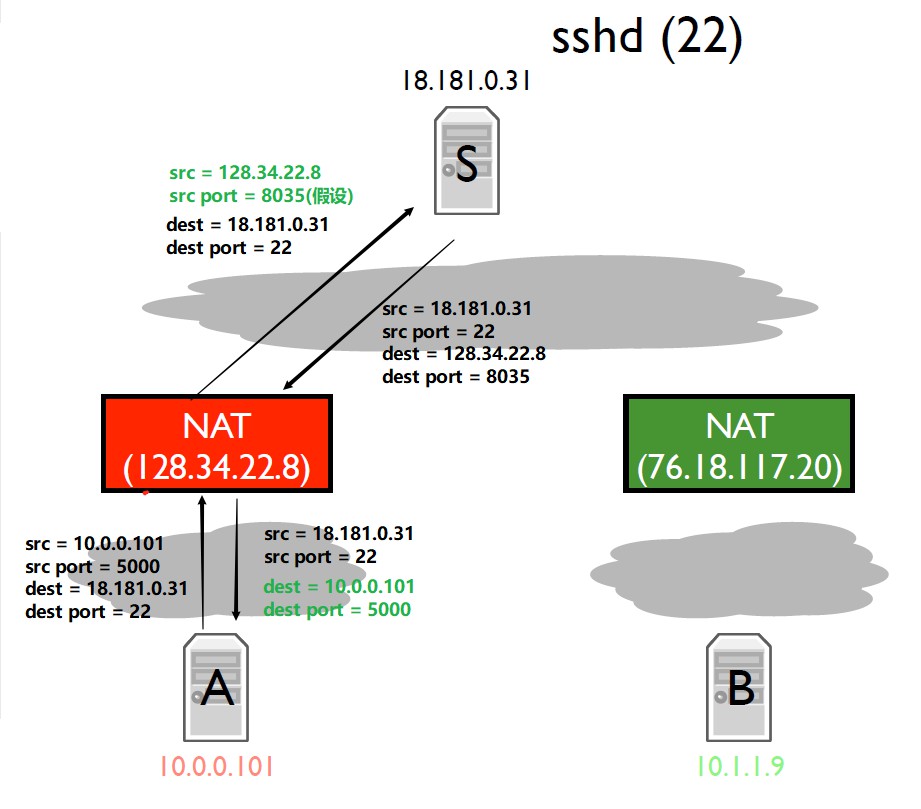 sshd (22)
18.181.0.31
S
src = 128.34.22.8
src port = 8035(假设)
dest = 18.181.0.31
dest port = 22
src = 18.181.0.31
src port = 22
dest = 128.34.22.8
dest port = 8035
NAT
(128.34.22.8)
NAT
(76.18.117.20)
src = 10.0.0.101
src port = 5000
dest = 18.181.0.31
dest port = 22
src = 18.181.0.31
src port = 22
dest = 10.0.0.101
dest port = 5000
A
B
10.0.0.101
10.1.1.9